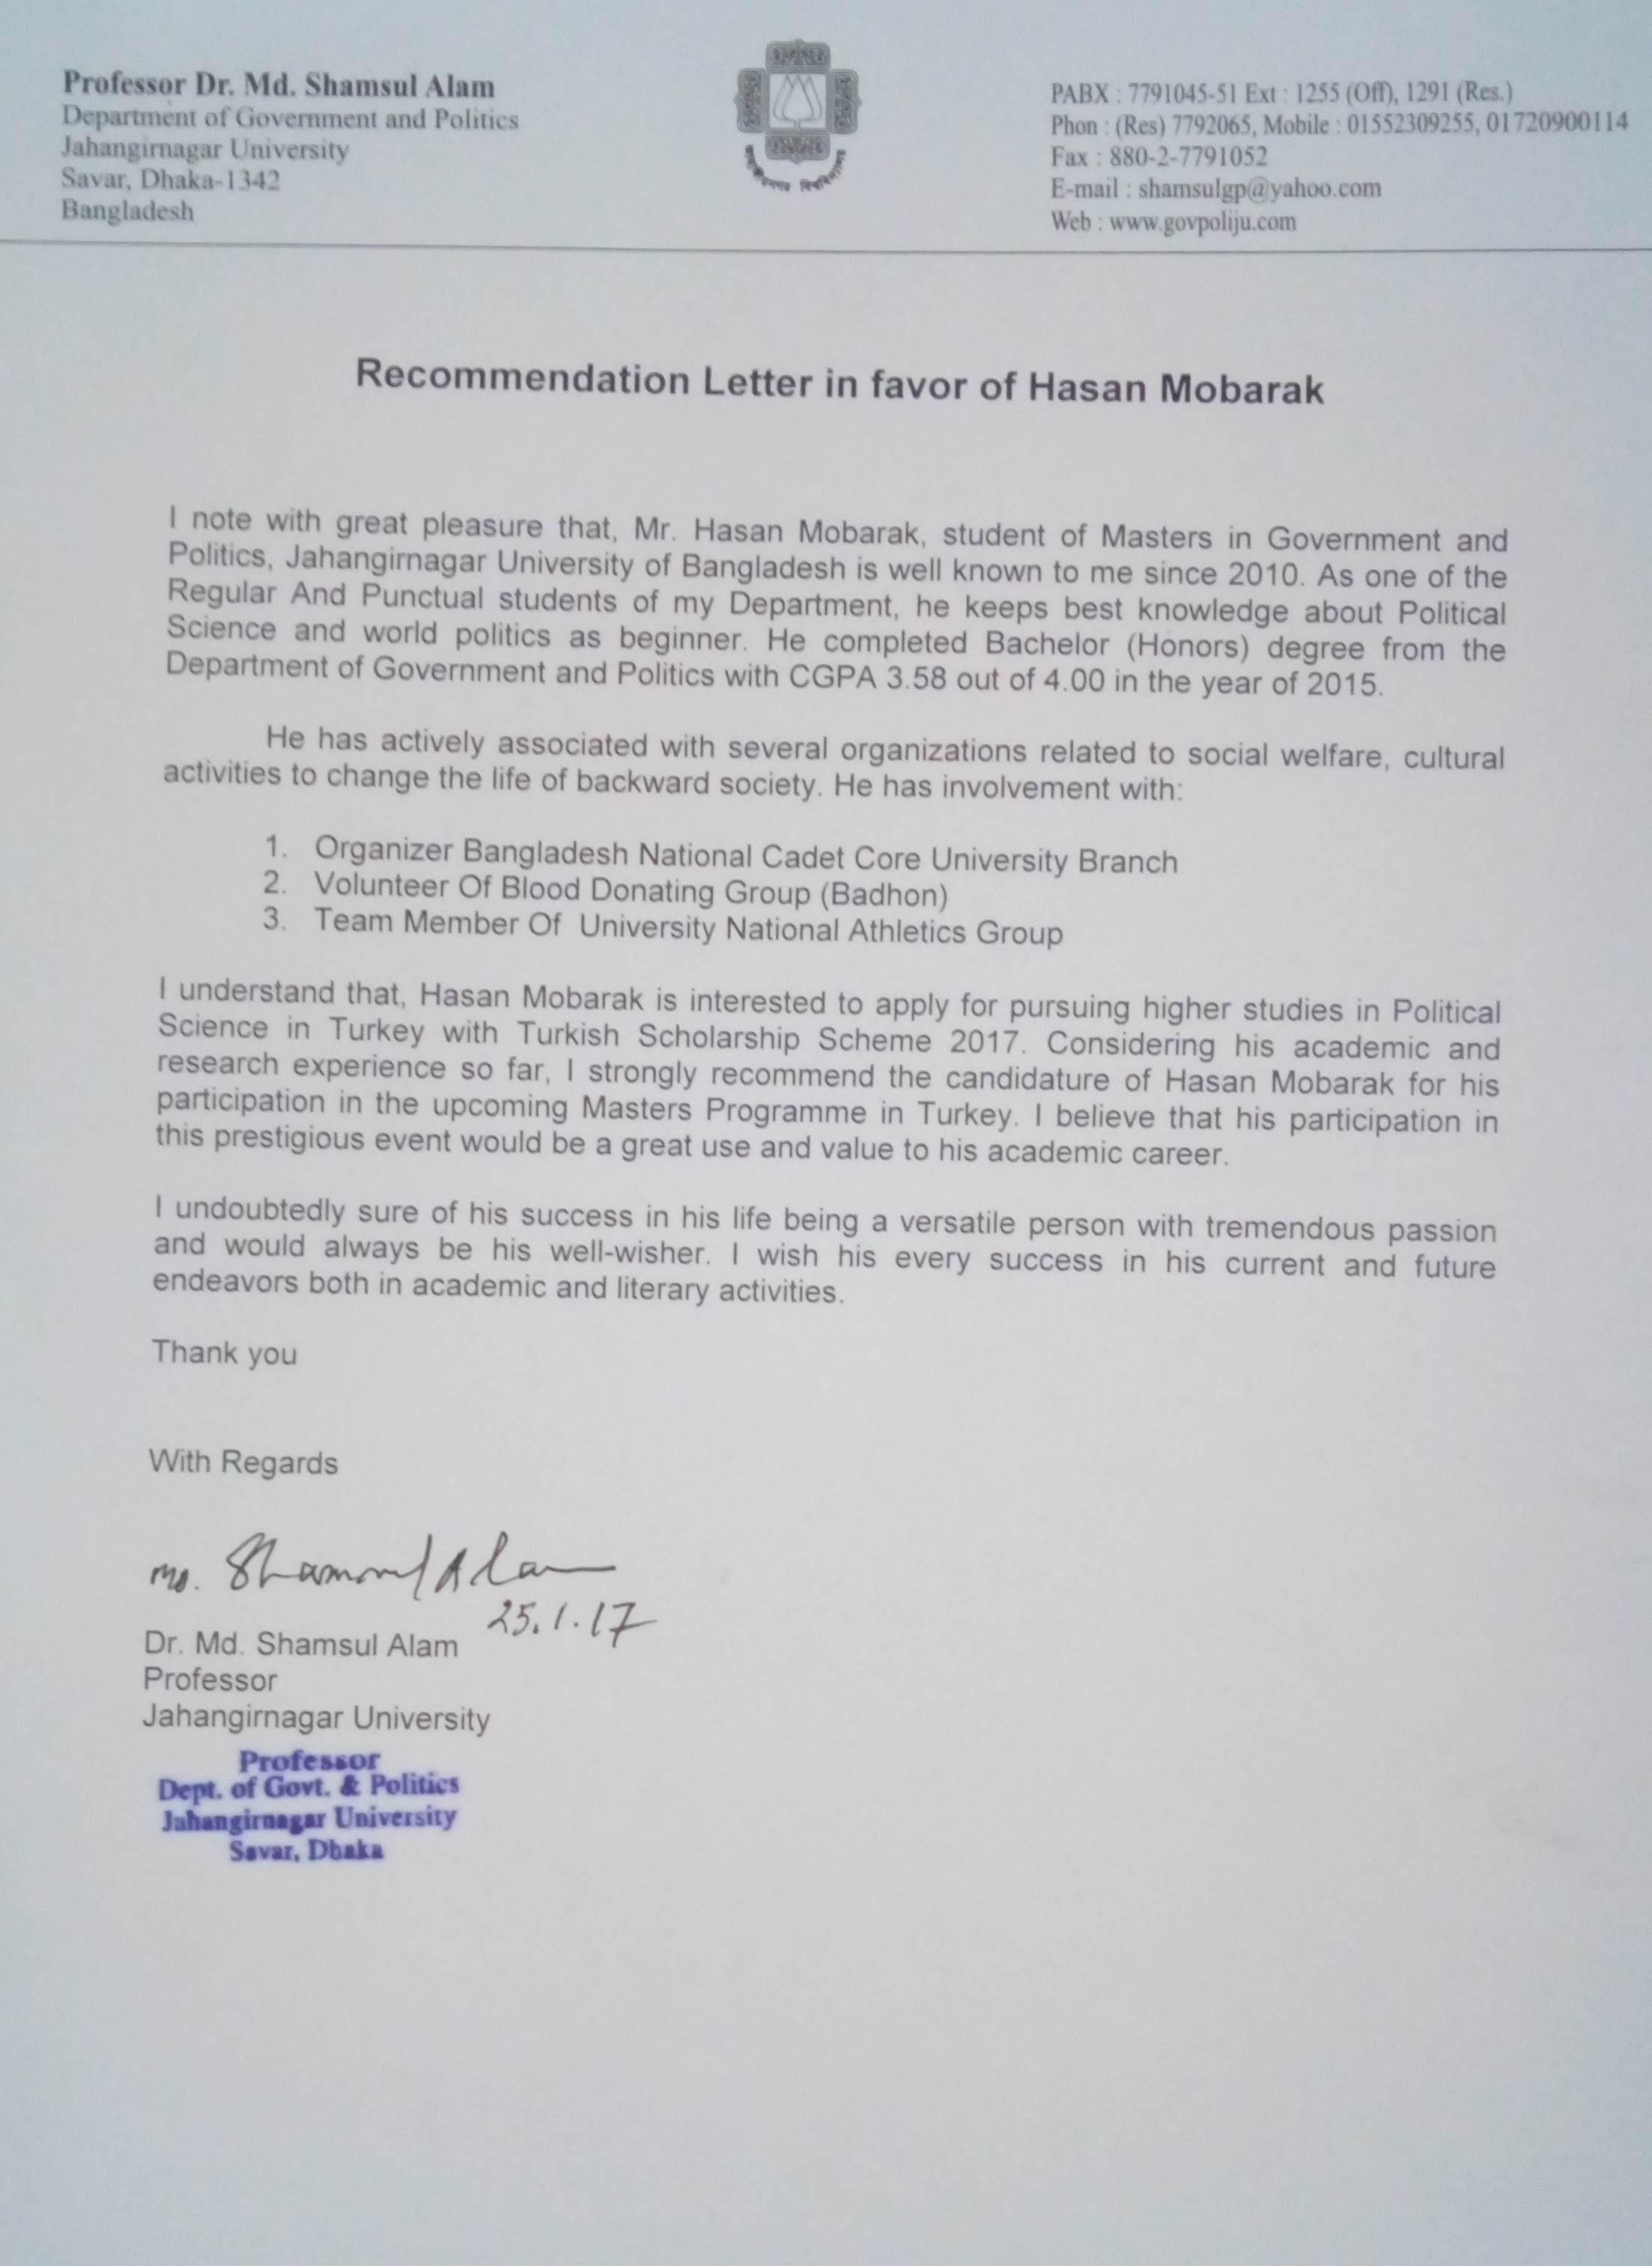 Professor Dr. Md. Shamsul Alam
Department of Government and Politics
Jahangirnagar University
Savar, Dhaka-1342
Bangladesh
PABX : 7791045-51 Ext : 1255 (Off), 1291 (Res.)
Phon : (Res) 7792065, Mobile : 01552309255, 01720900114
Fax : 880-2-7791052
E-mail : shamsulgp@yahoo.com
Web : www.govpoliju.com
Recommendation Letter in favor of Hasan Mobarak
I note with great pleasure that, Mr. Hasan Mobarak, student of Masters in Government and
Politics, Jahangirnagar University of Bangladesh is well known to me since 2010. As one of the
Regular And Punctual students of my Department, he keeps best knowledge about Political
Science and world politics as beginner. He completed Bachelor (Honors) degree from the
Department of Government and Politics with CGPA 3.58 out of 4.00 in the year of 2015.
He has actively associated with several organizations related to social welfare, cultural
activities to change the life of backward society. He has involvement with:
1. Organizer Bangladesh National Cadet Core University Branch
2. Volunteer Of Blood Donating Group (Badhon)
3. Team Member Of University National Athletics Group
I understand that, Hasan Mobarak is interested to apply for pursuing higher studies in Political
Science in Turkey with Turkish Scholarship Scheme 2017. Considering his academic and
research experience so far, I strongly recommend the candidature of Hasan Mobarak for his
participation in the upcoming Masters Programme in Turkey. I believe that his participation in
this prestigious event would be a great use and value to his academic career.
I undoubtedly sure of his success in his life being a versatile person with tremendous passion
and would always be his well-wisher. I wish his every success in his current and future
endeavors both in academic and literary activities.
Thank you
With Regards
Md. Shamsul Alam
25.1.17
Dr. Md. Shamsul Alam
Professor
Jahangirnagar University
Professor
Dept. of Govt. & Politics
Jahangirnagar University
Savar, Dhaka